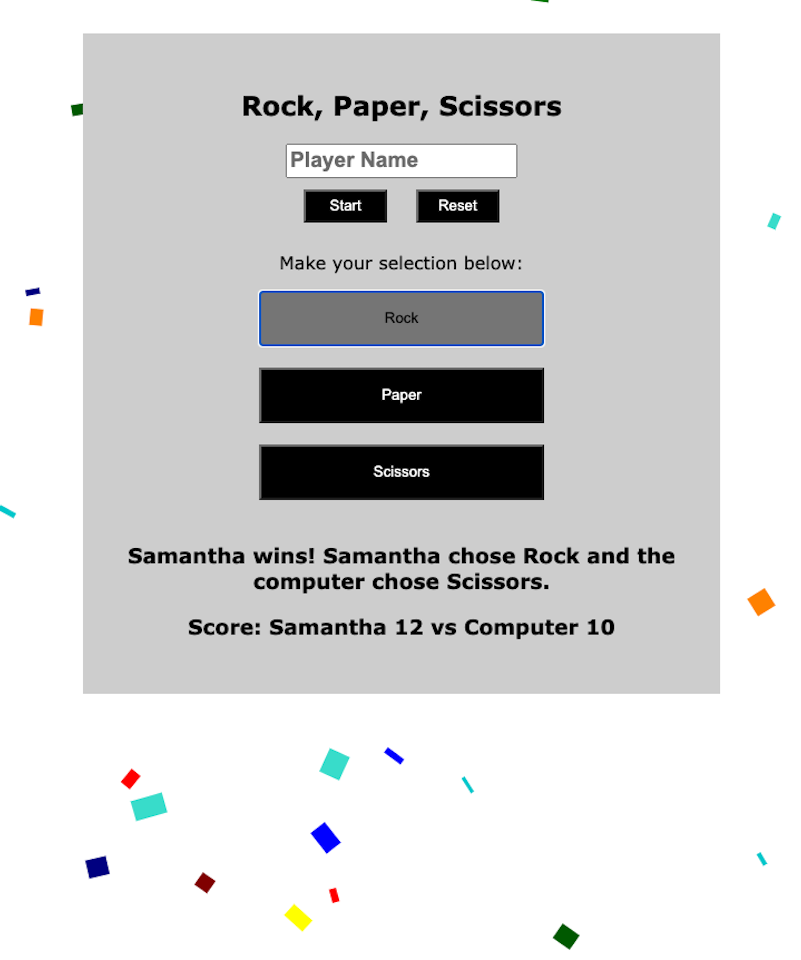 Rock, Paper, Scissors
Player Name
Start Reset
Make your selection below:
Rock
Paper
Scissors
Samantha wins! Samantha chose Rock and the
computer chose Scissors.
Score: Samantha 12 vs Computer 10